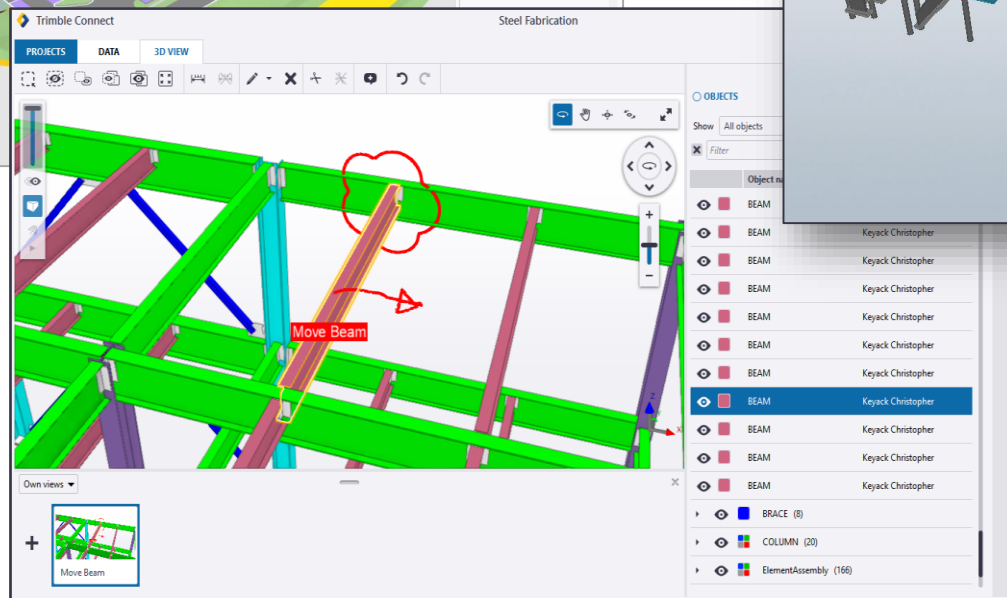 Trimble Connect
Steel Fabrication
PROJECTS DATA 3D VIEW
OBJECTS
Show All objects
Filter
Object na
BEAM
BEAM Keyack Christopher
BEAM Keyack Christopher
BEAM Keyack Christopher
BEAM Keyack Christopher
BEAM Keyack Christopher
BEAM Keyack Christopher
BEAM Keyack Christopher
BEAM Keyack Christopher
BEAM Keyack Christopher
BEAM Keyack Christopher
BRACE (8)
COLUMN (20)
ElementAssembly (166)
Move Beam
Z
X
Own views
Move Beam